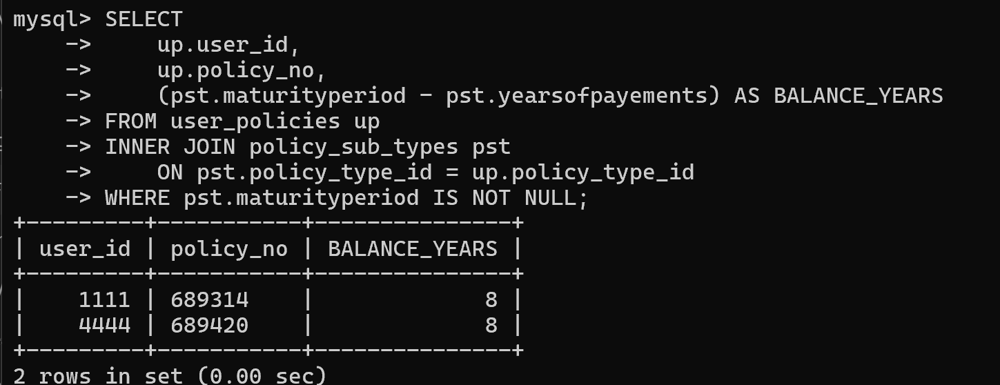 mysql> SELECT
    ->     up.user_id,
    ->     up.policy_no,
    ->     (pst.maturityperiod - pst.yearsofpayements) AS BALANCE_YEARS
    -> FROM user_policies up
    -> INNER JOIN policy_sub_types pst
    ->     ON pst.policy_type_id = up.policy_type_id
    -> WHERE pst.maturityperiod IS NOT NULL;
+---------+-----------+---------------+
| user_id | policy_no | BALANCE_YEARS |
+---------+-----------+---------------+
|    1111 | 689314    |             8 |
|    4444 | 689420    |             8 |
+---------+-----------+---------------+
2 rows in set (0.00 sec)